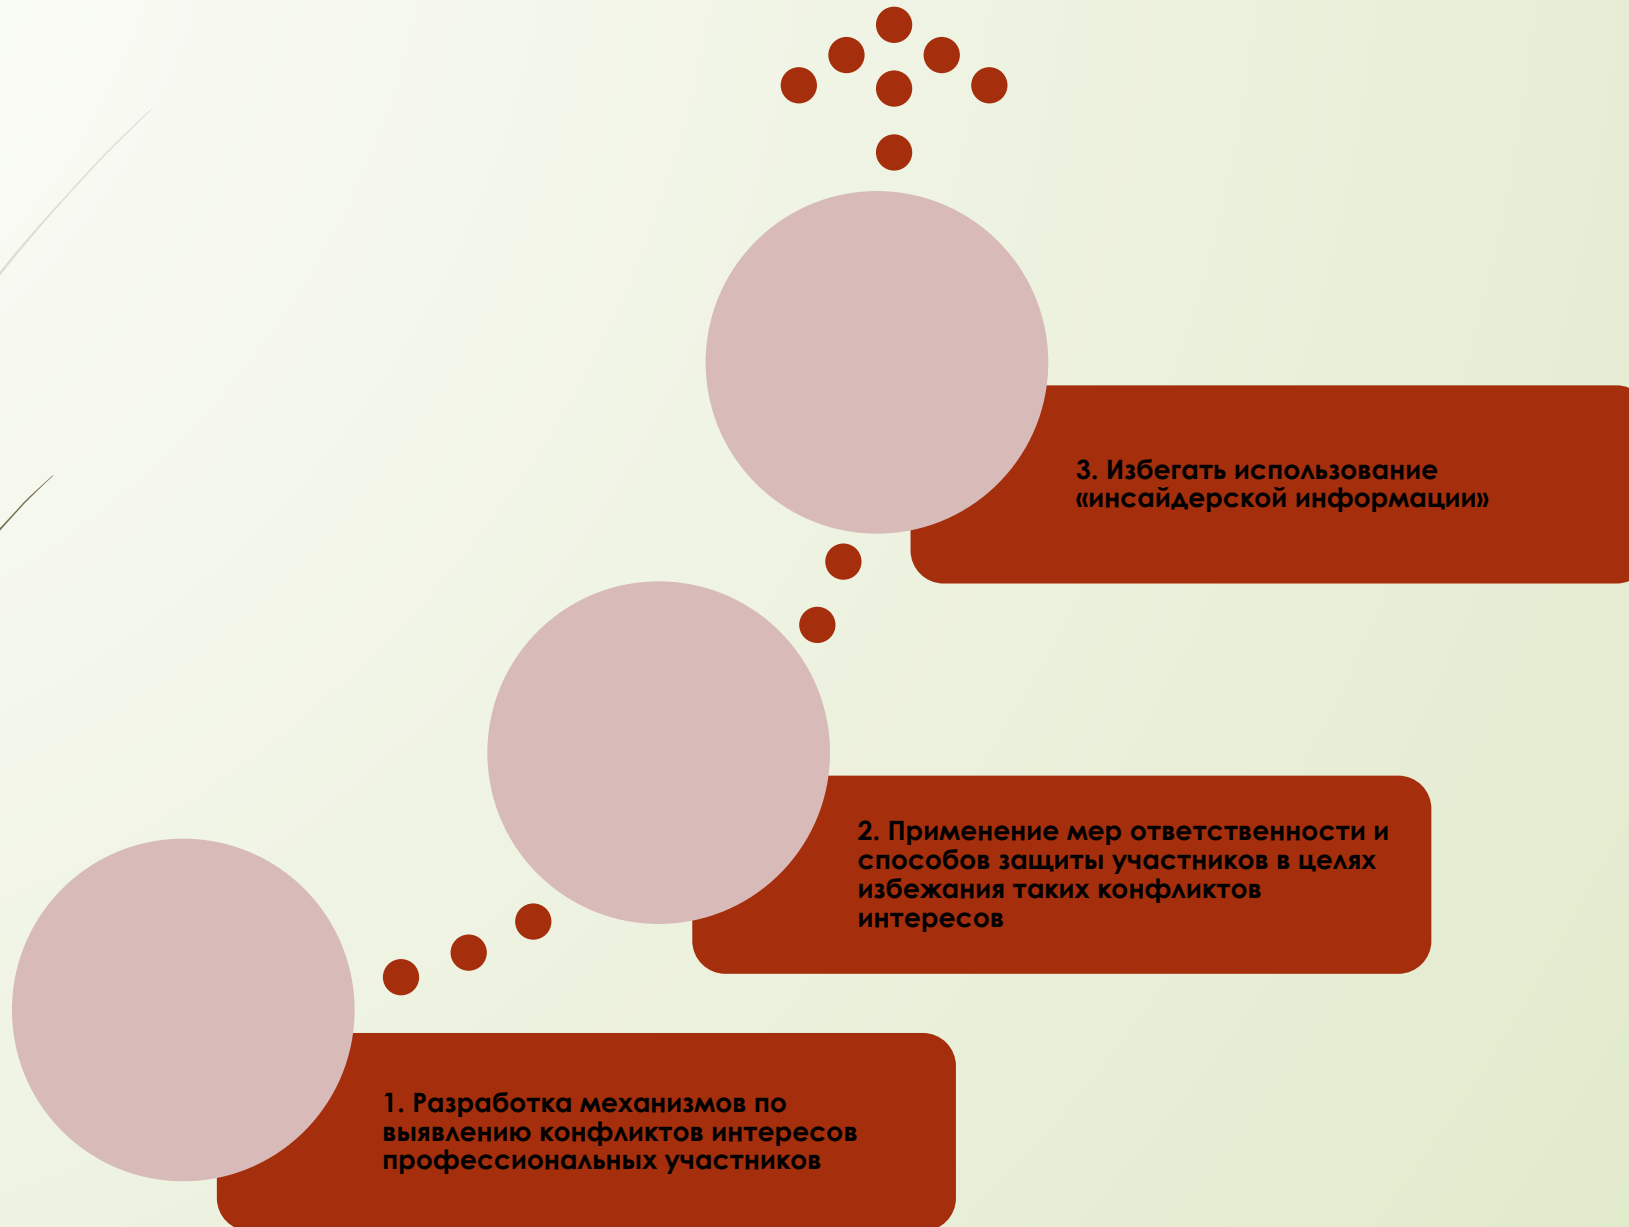 3. Избегать использование
«инсайдерской информации»
2. Применение мер ответственности и
способов защиты участников в целях
избежания таких конфликтов
интересов
1. Разработка механизмов по
выявлению конфликтов интересов
профессиональных участников